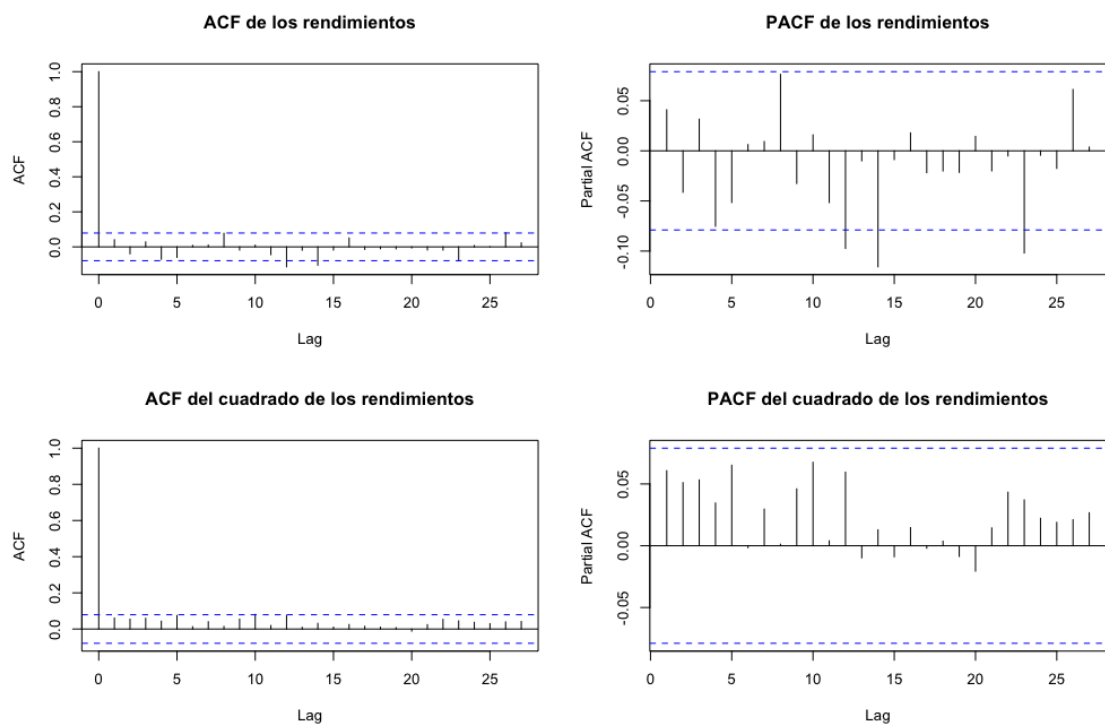 ACF de los rendimientos
ACF
1.0
0.8
0.6
0.4
0.2
0.0
0 5 10 15 20 25
Lag
PACF de los rendimientos
Partial ACF
0.05
0.00
-0.05
-0.10
0 5 10 15 20 25
Lag
ACF del cuadrado de los rendimientos
ACF
1.0
0.8
0.6
0.4
0.2
0.0
0 5 10 15 20 25
Lag
PACF del cuadrado de los rendimientos
Partial ACF
0.05
0.00
-0.05
0 5 10 15 20 25
Lag